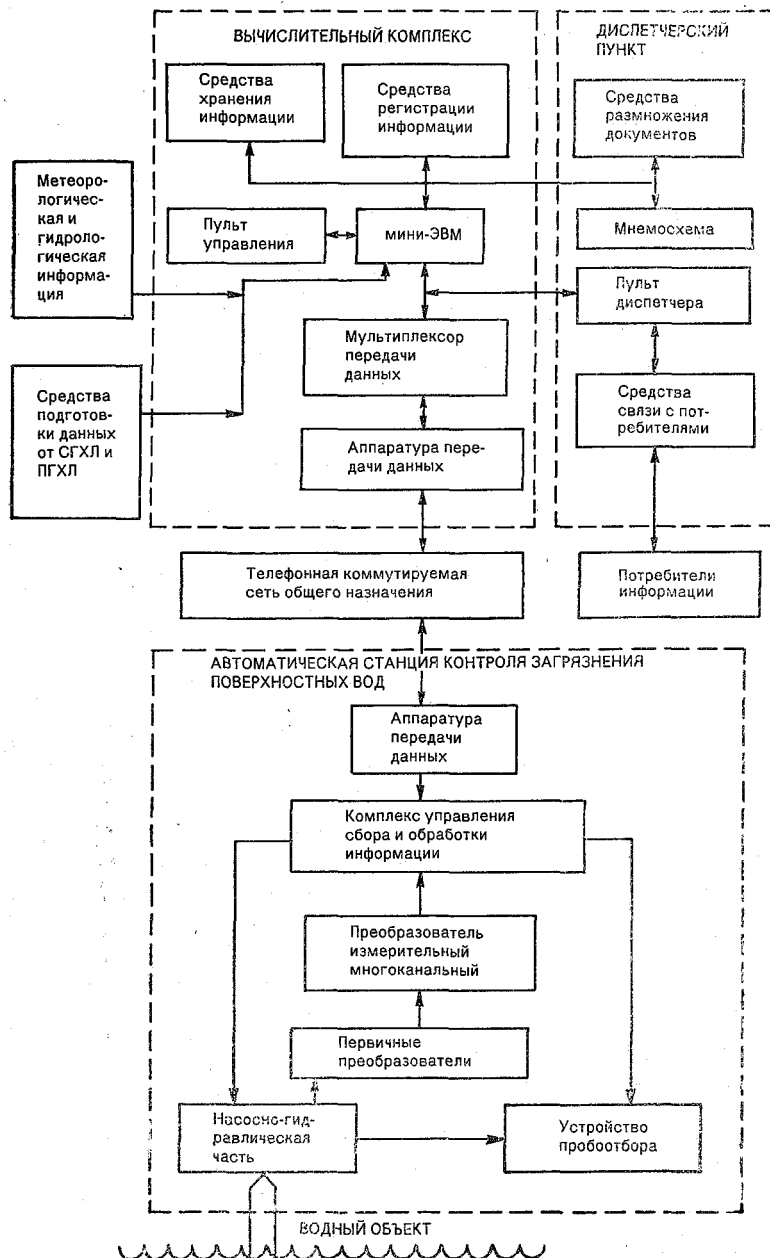 ВЫЧИСЛИТЕЛЬНЫЙ КОМПЛЕКС
Средства
хранения
информации
Средства
регистрации
информации
Пульт
управления
мини-ЭВМ
Мультиплексор
передачи
данных
Аппаратура пере-
дачи данных
ДИСПЕТЧЕРСКИЙ
ПУНКТ
Средства
размножения
документов
Мнемосхема
Пульт
диспетчера
Средства
связи с пот-
ребителями
Метеоро-
логичес-
кая и
гидроло-
гическая
информа-
ция
Средства
подготов-
ки данных
от СГХЛ и
ПГХЛ
Телефонная коммутируемая
сеть общего назначения
Потребители
информации
АВТОМАТИЧЕСКАЯ СТАНЦИЯ КОНТРОЛЯ ЗАГРЯЗНЕНИЯ
ПОВЕРХНОСТНЫХ ВОД
Аппаратура
передачи
данных
Комплекс управления
сбора и обработки
информации
Преобразователь
измерительный
многоканальный
Первичные
преобразователи
Насосно-гид-
равлическая
часть
Устройство
пробоотбора
ВОДНЫЙ ОБЪЕКТ